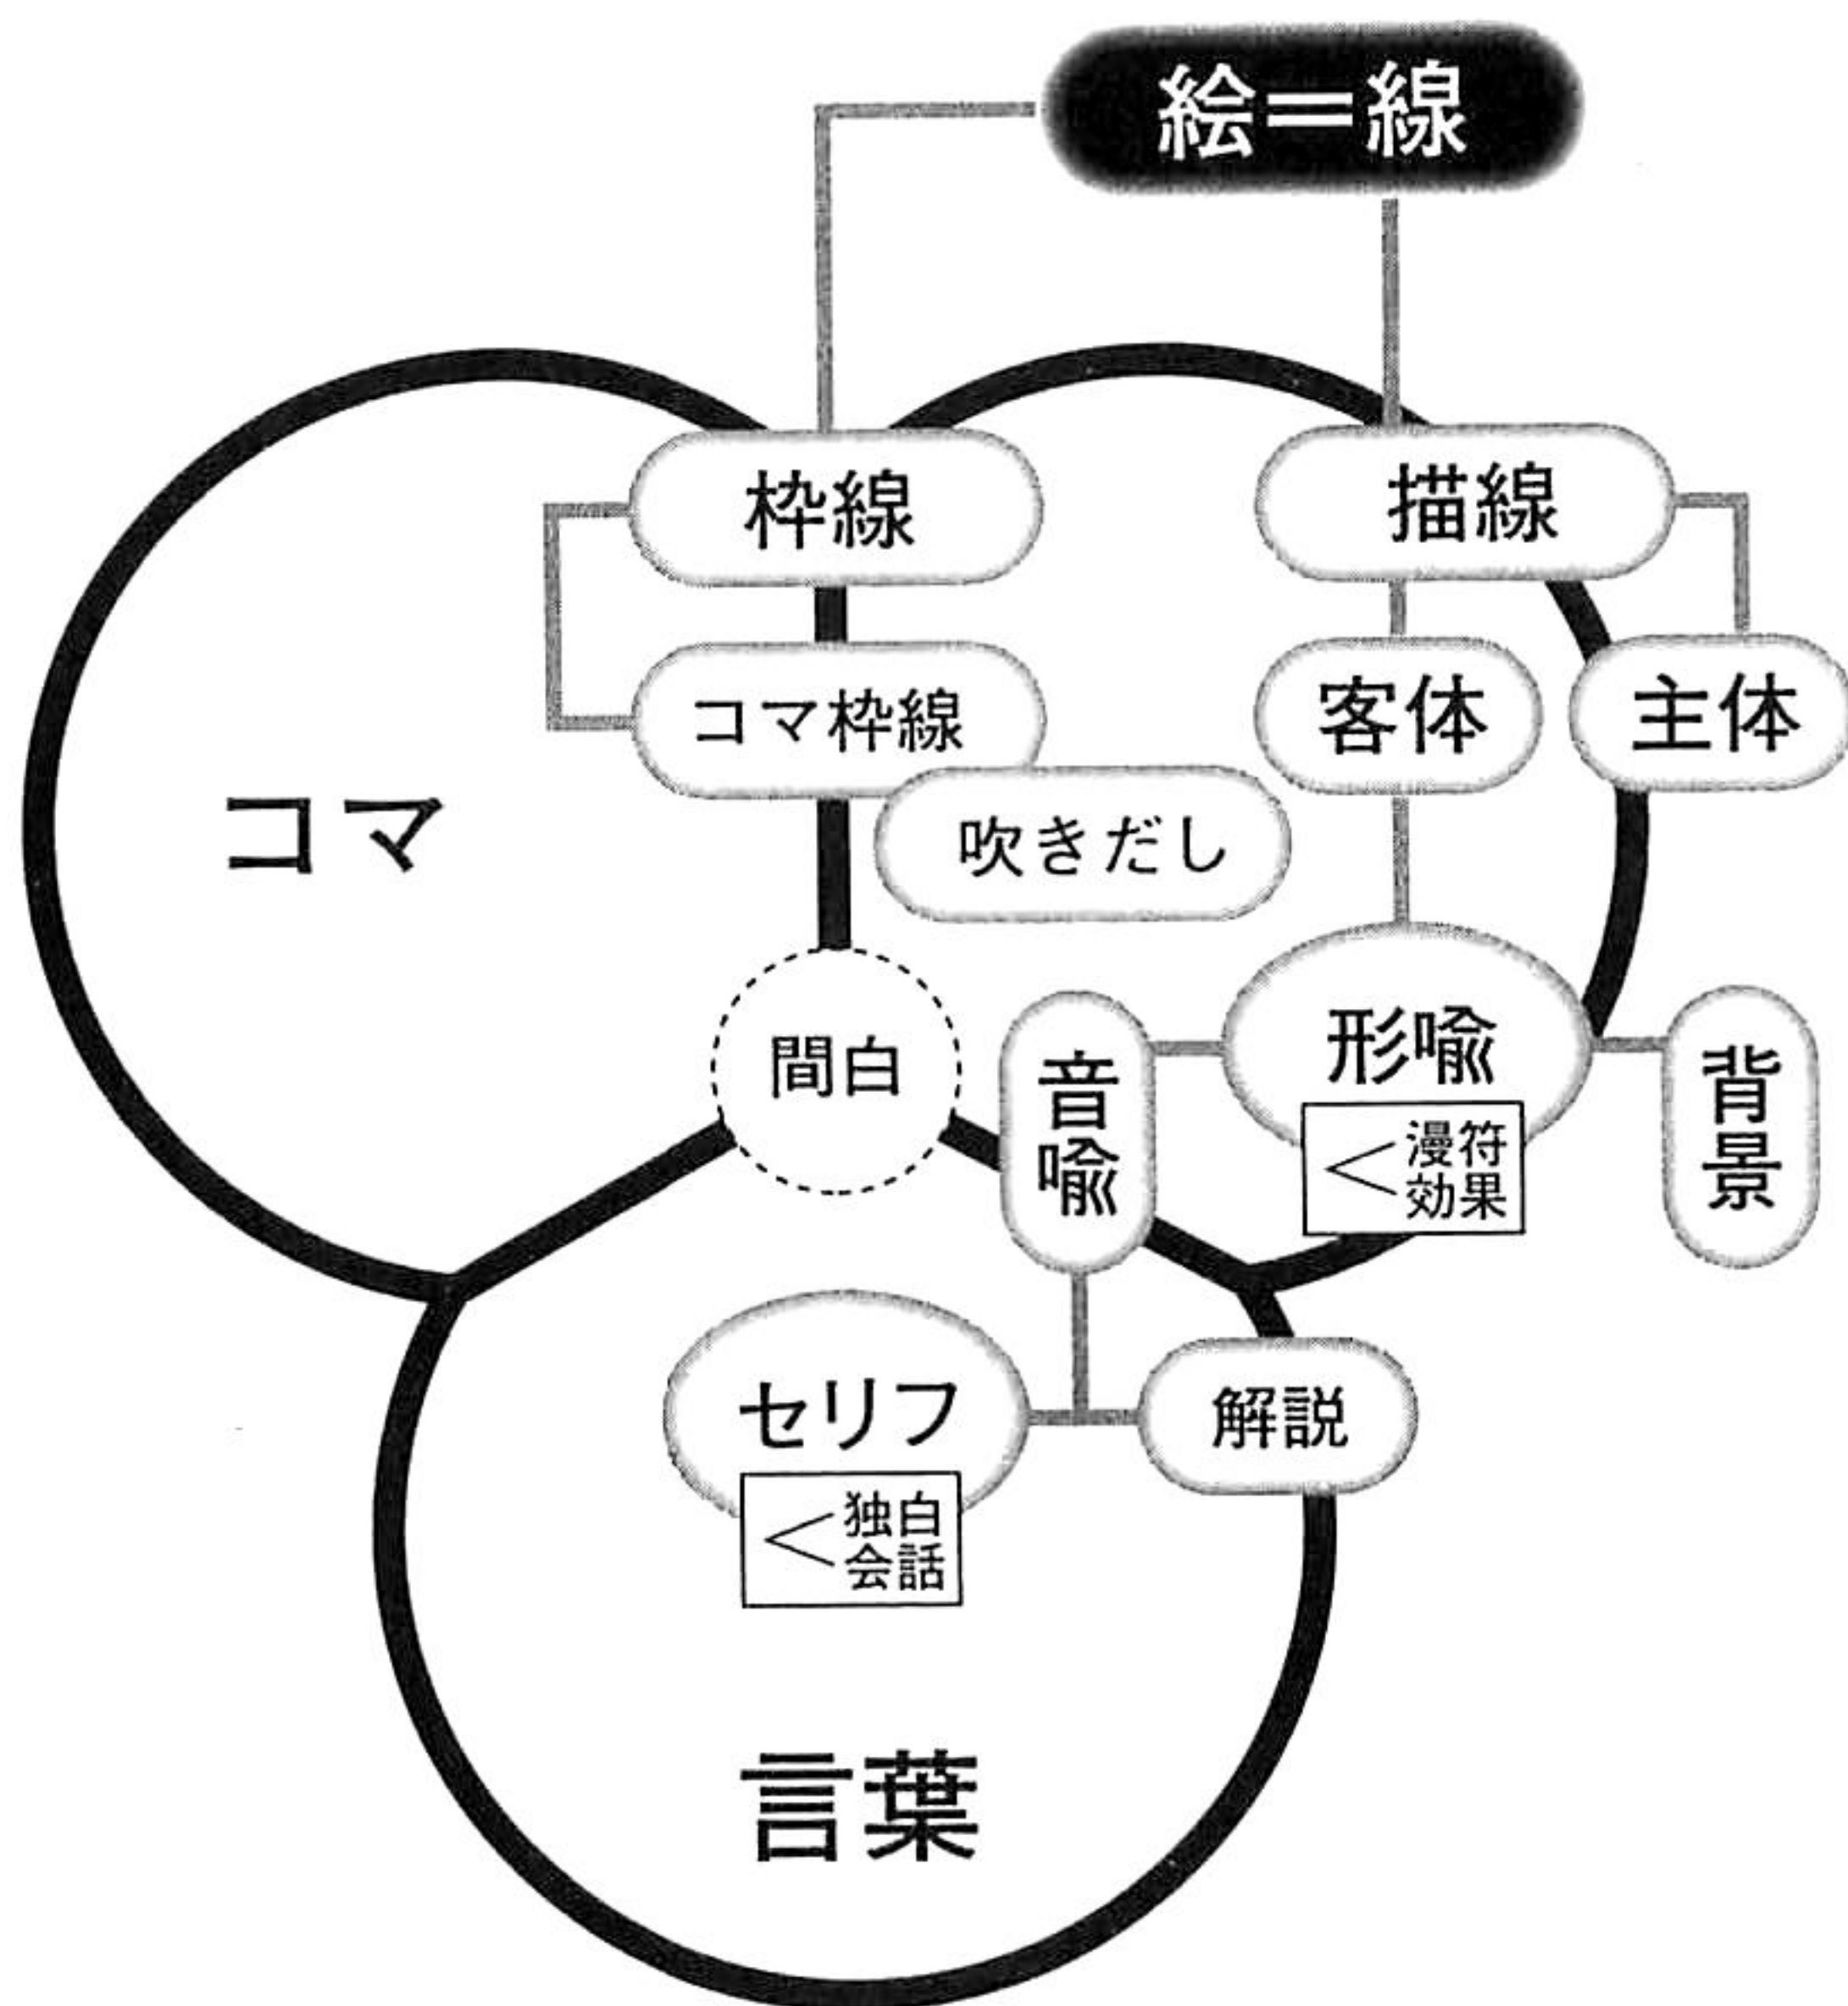 絵＝線
枠線
描線
コマ枠線
客体
主体
コマ
吹きだし
間白
音喩
形喩
漫符
効果
背景
セリフ
独白
会話
解説
言葉